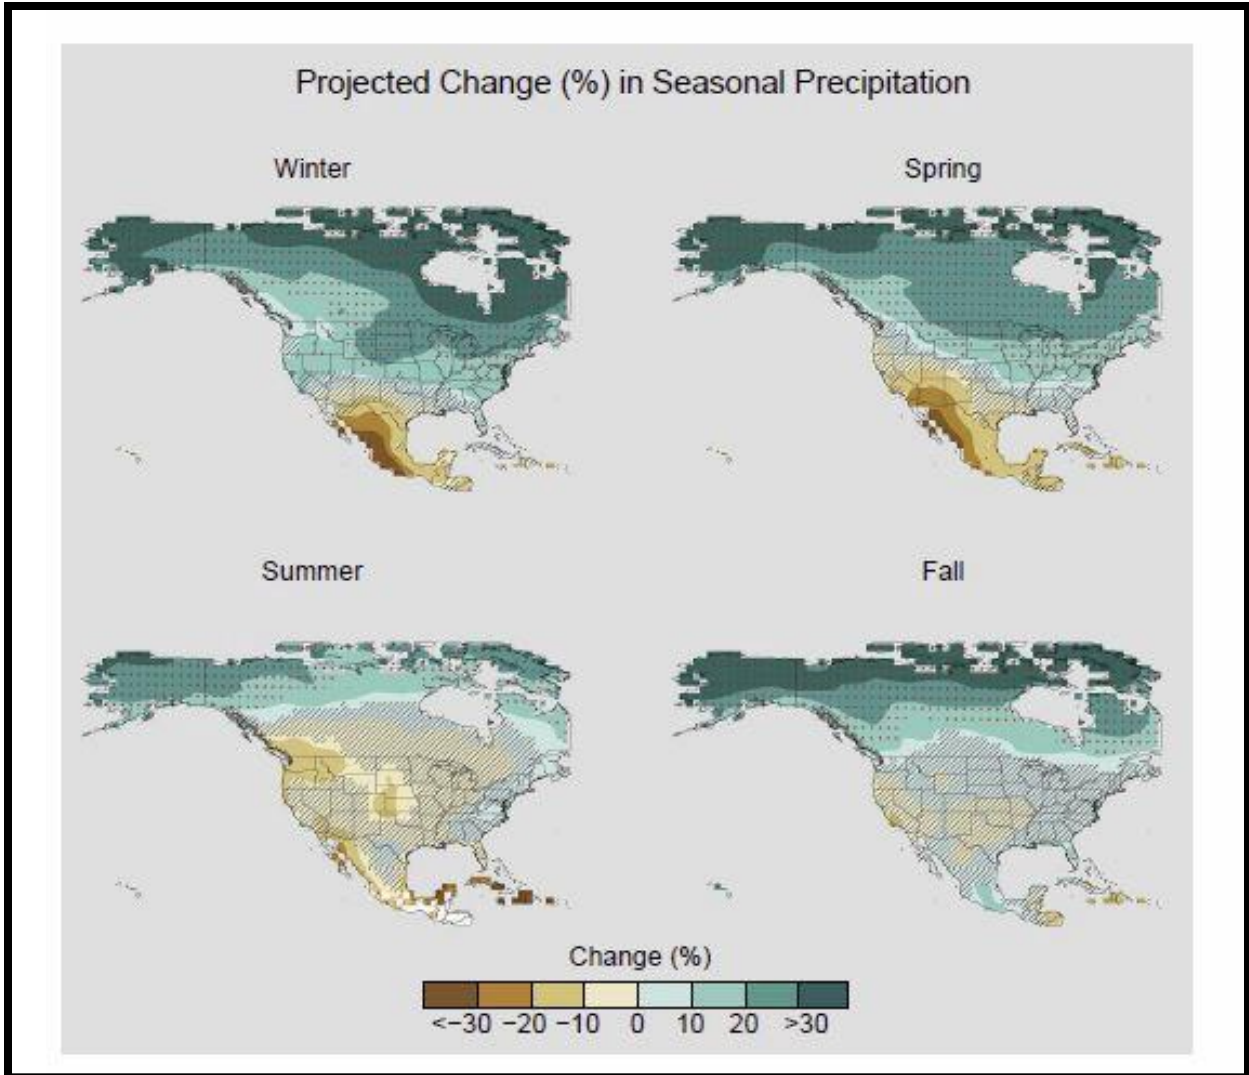 Projected Change (%) in Seasonal Precipitation
Winter
Spring
Summer
Fall
Change (%)
<−30 −20 −10 0 10 20 >30